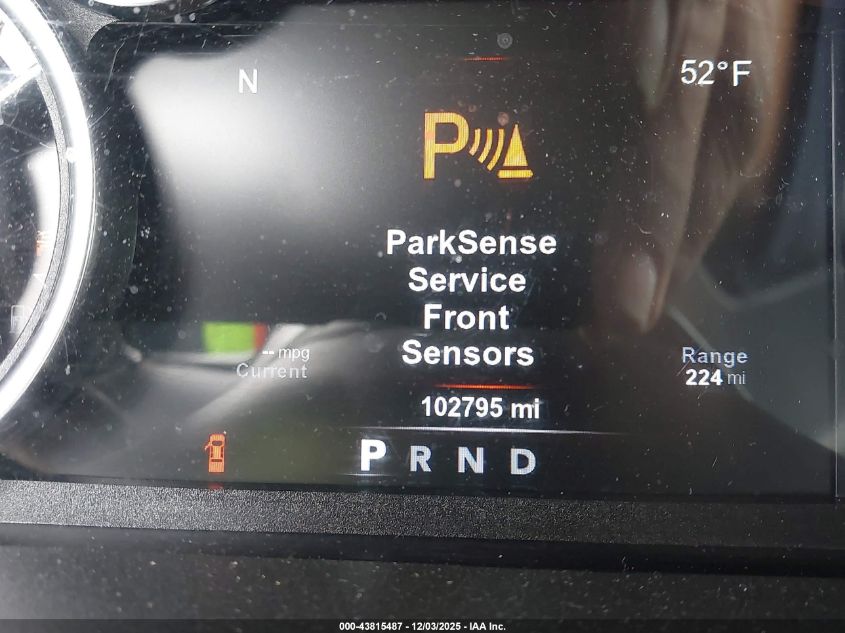 N
52°F
P
ParkSense
Service
Front
Sensors
-- mpg
Current
Range
224 mi
102795 mi
P R N D
000-43815487 - 12/03/2025 - IAA Inc.